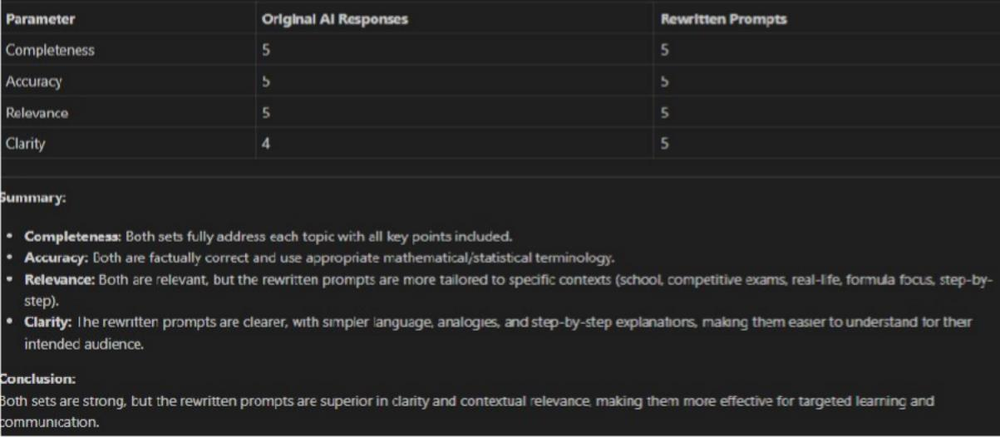 Parameter Original AI Responses Rewritten Prompts
Completeness 5 5
Accuracy 5 5
Relevance 5 5
Clarity 4 5
Summary:
• Completeness: Both sets fully address each topic with all key points included.
• Accuracy: Both are factually correct and use appropriate mathematical/statistical terminology.
• Relevance: Both are relevant, but the rewritten prompts are more tailored to specific contexts (school, competitive exams, real-life, formula focus, step-by-
step).
• Clarity: The rewritten prompts are clearer, with simpler language, analogies, and step-by-step explanations, making them easier to understand for their
intended audience.
Conclusion:
Both sets are strong, but the rewritten prompts are superior in clarity and contextual relevance, making them more effective for targeted learning and
communication.